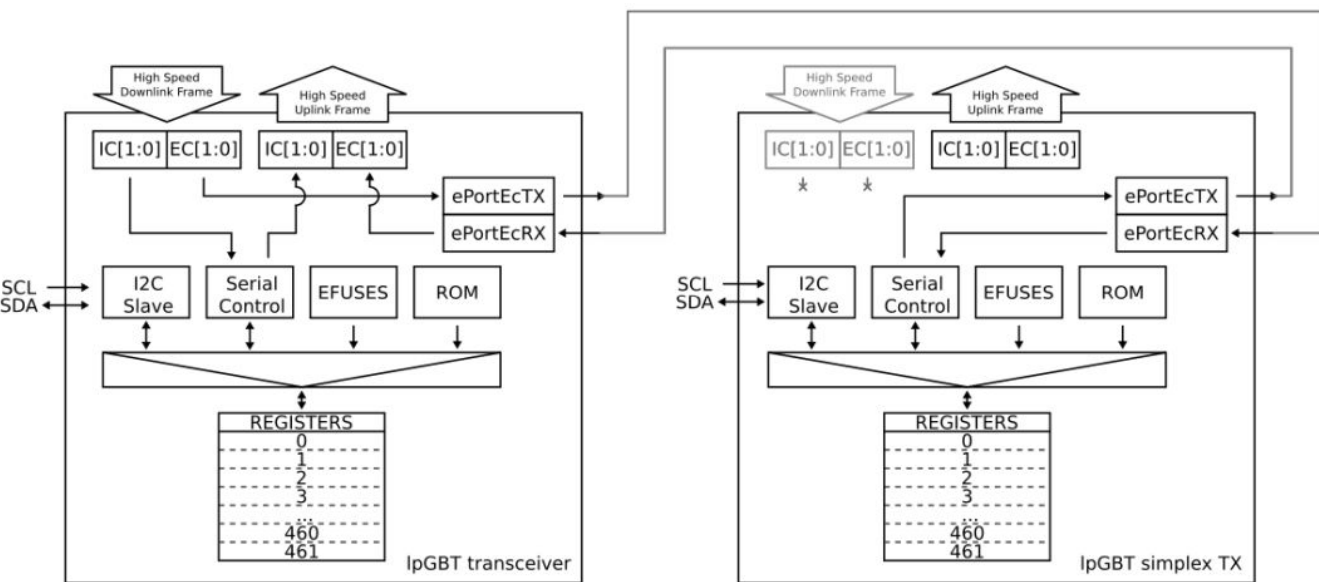 High Speed
Downlink Frame
High Speed
Uplink Frame
IC[1:0] EC[1:0] IC[1:0] EC[1:0]
ePortEcTX
ePortEcRX
SCL
SDA
I2C
Slave
Serial
Control
EFUSES
ROM
REGISTERS
0
1
2
3
...
460
461
lpGBT transceiver
High Speed
Downlink Frame
High Speed
Uplink Frame
IC[1:0] EC[1:0] IC[1:0] EC[1:0]
ePortEcTX
ePortEcRX
SCL
SDA
I2C
Slave
Serial
Control
EFUSES
ROM
REGISTERS
0
1
2
3
...
460
461
lpGBT simplex TX